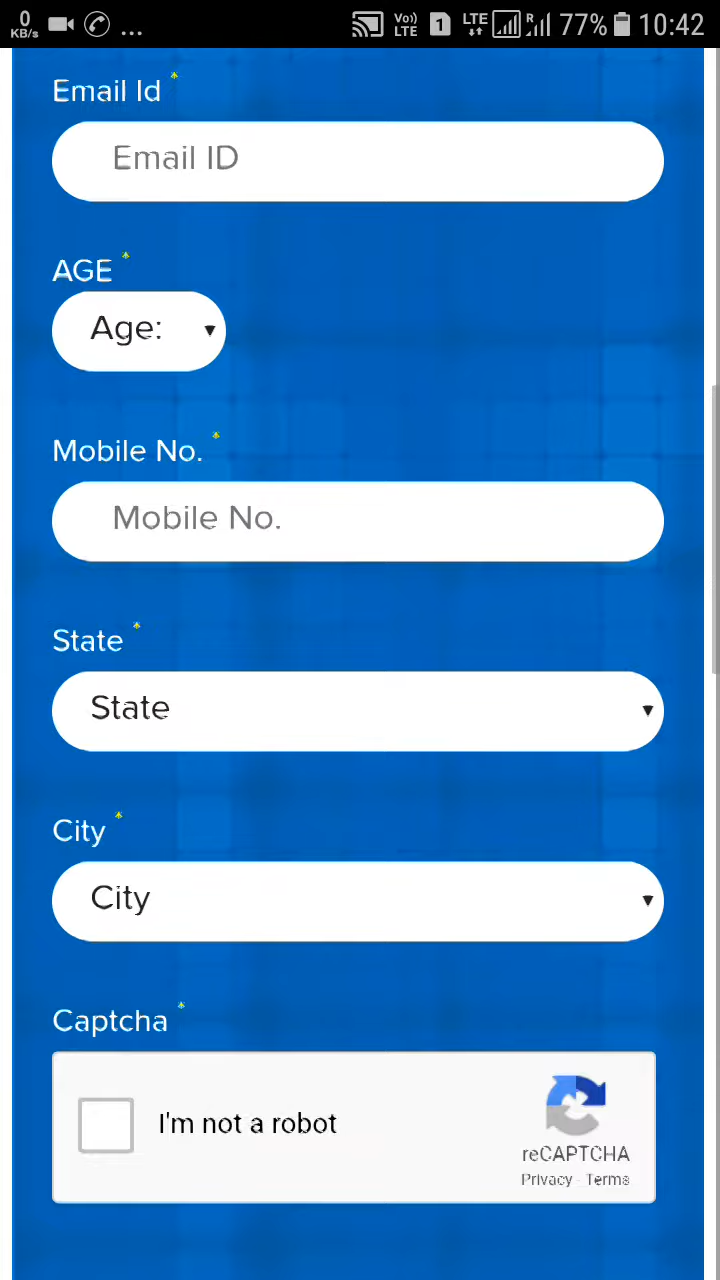 0 KB/s ... Vo) LTE 1 LTE R 77% 10:42
Email Id *
Email ID
AGE *
Age:
Mobile No. *
Mobile No.
State *
State
City *
City
Captcha *
I'm not a robot
reCAPTCHA
Privacy - Terms